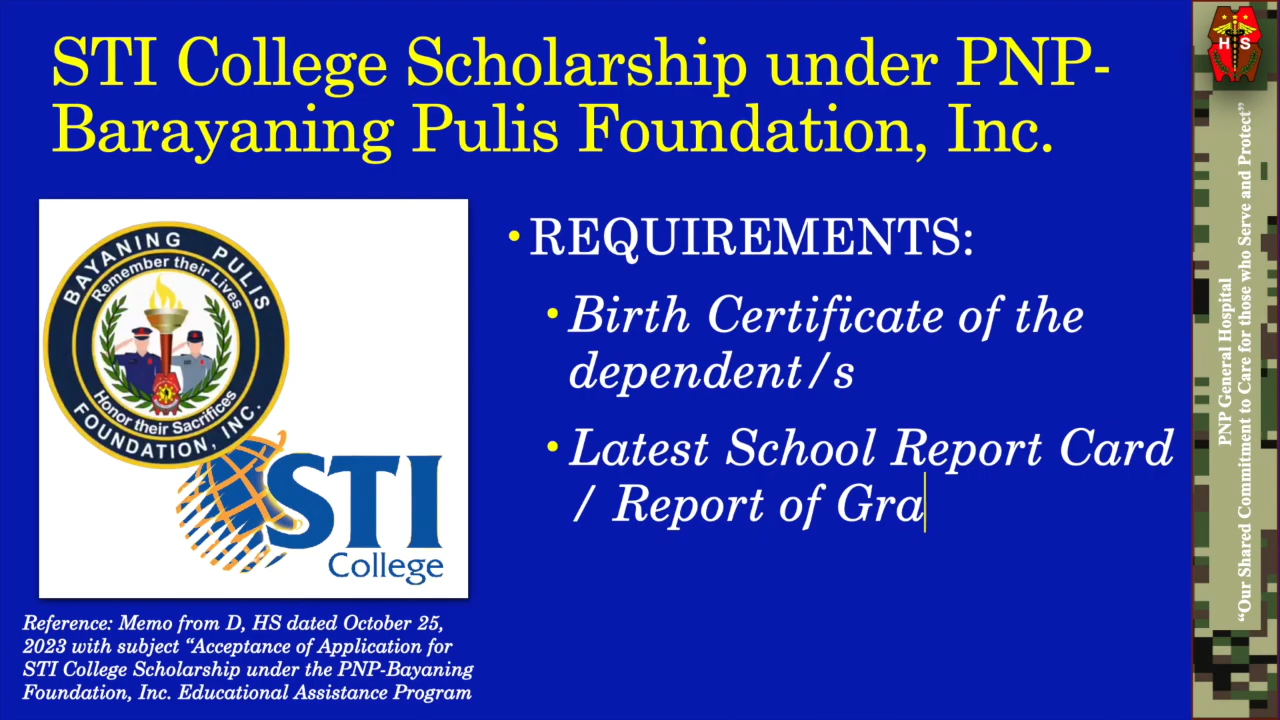 STI College Scholarship under PNP-
Barayaning Pulis Foundation, Inc.
BAYANING PULIS
Remember their Lives
Honor their Sacrifices
FOUNDATION, INC.
STI
College
• REQUIREMENTS:
• Birth Certificate of the
dependent/s
• Latest School Report Card
/ Report of Gra
Reference: Memo from D, HS dated October 25,
2023 with subject “Acceptance of Application for
STI College Scholarship under the PNP-Bayaning
Foundation, Inc. Educational Assistance Program
H S
PNP General Hospital
“Our Shared Commitment to Care for those who Serve and Protect”